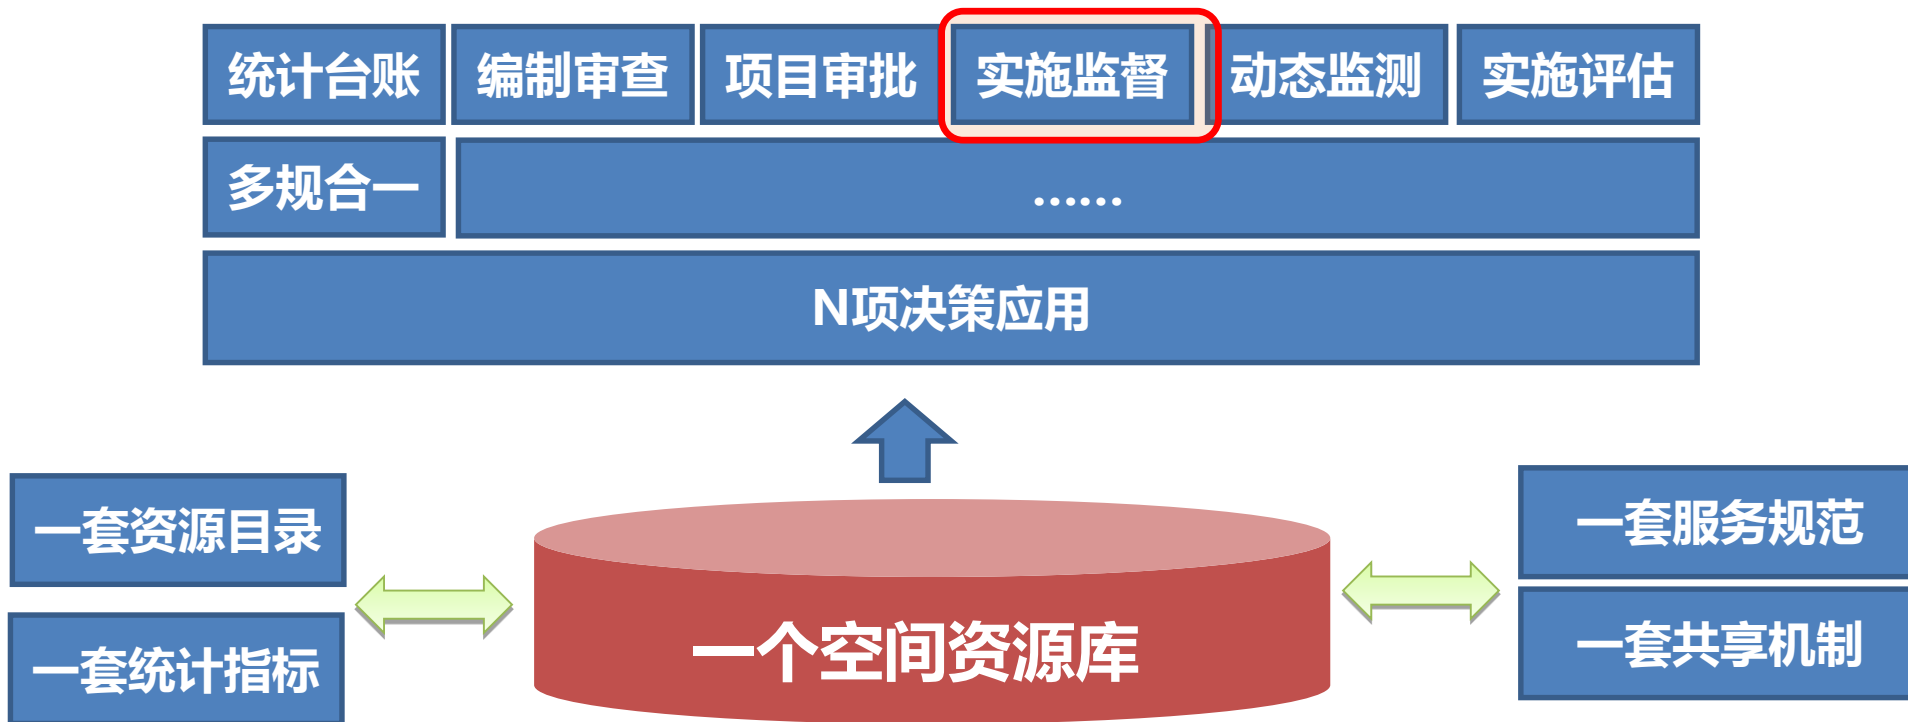 统计台账 编制审查 项目审批 实施监督 动态监测 实施评估
多规合一 ······
N项决策应用
一套资源目录 一套服务规范
一个空间资源库
一套统计指标 一套共享机制